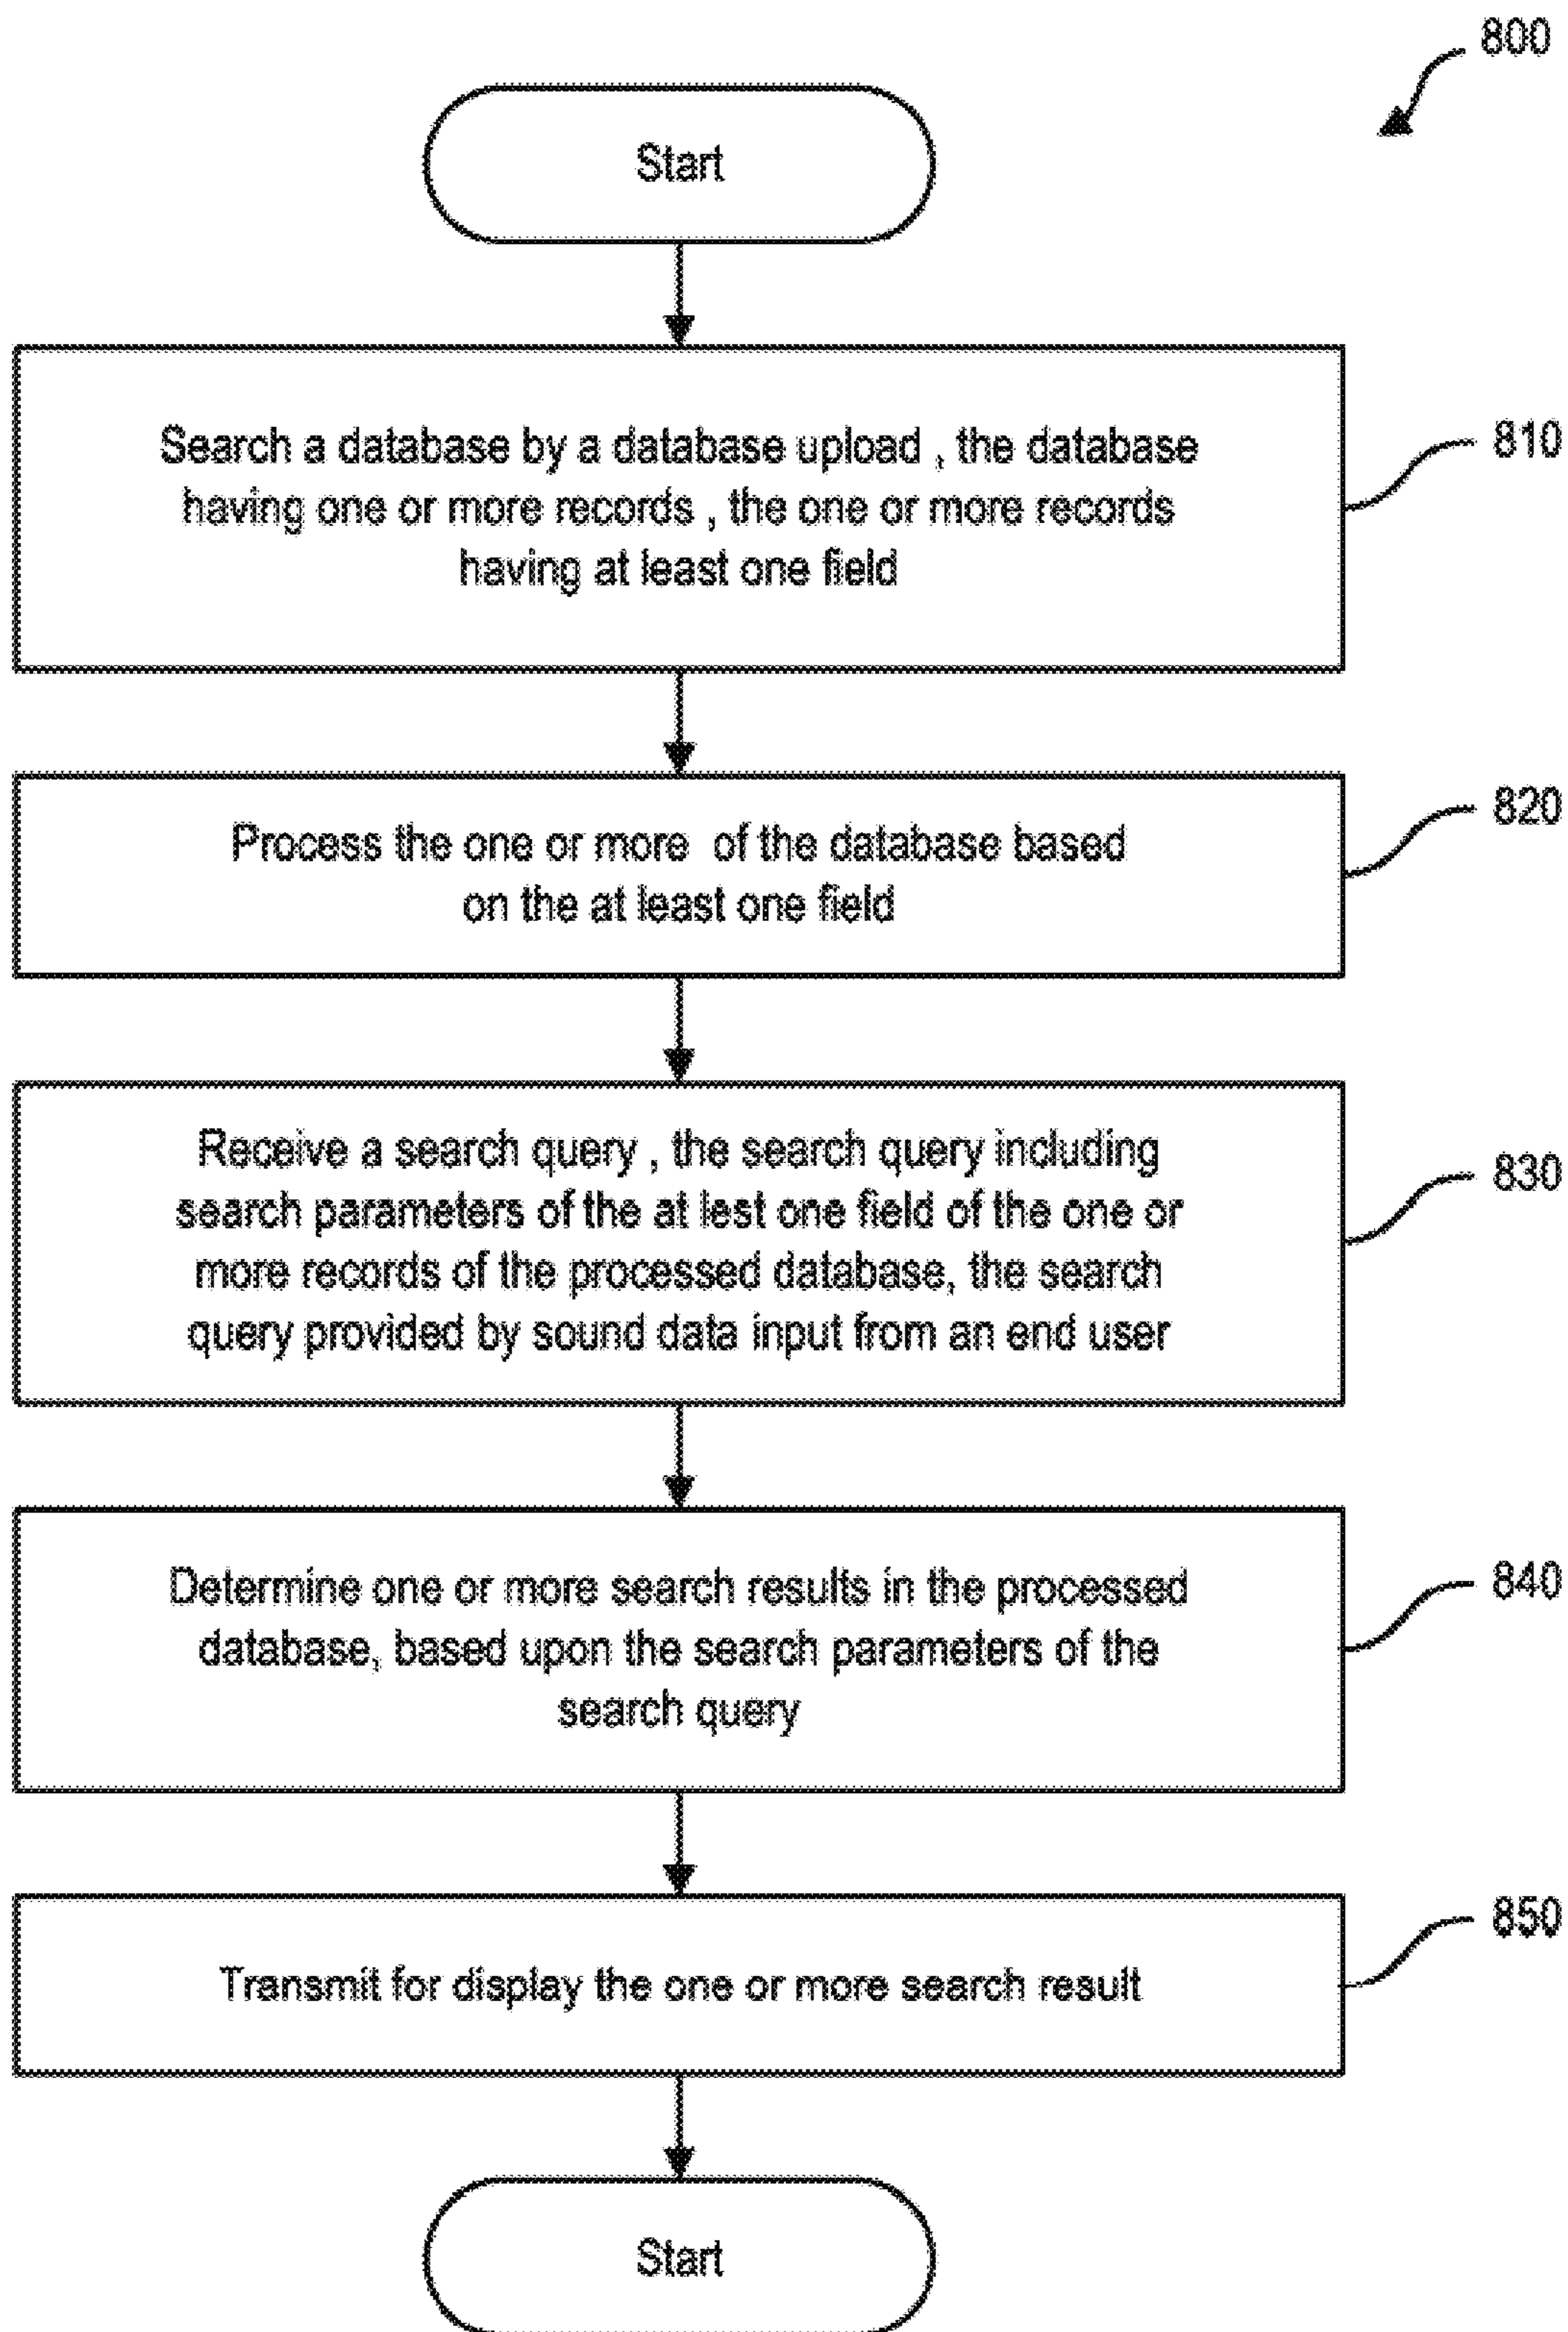 800
Start
Search a database by a database upload , the database
having one or more records , the one or more records
having at least one field
810
Process the one or more  of the database based
on the at least one field
820
Receive a search query , the search query including
search parameters of the at lest one field of the one or
more records of the processed database, the search
query provided by sound data input from an end user
830
Determine one or more search results in the processed
database, based upon the search parameters of the
search query
840
Transmit for display the one or more search result
850
Start